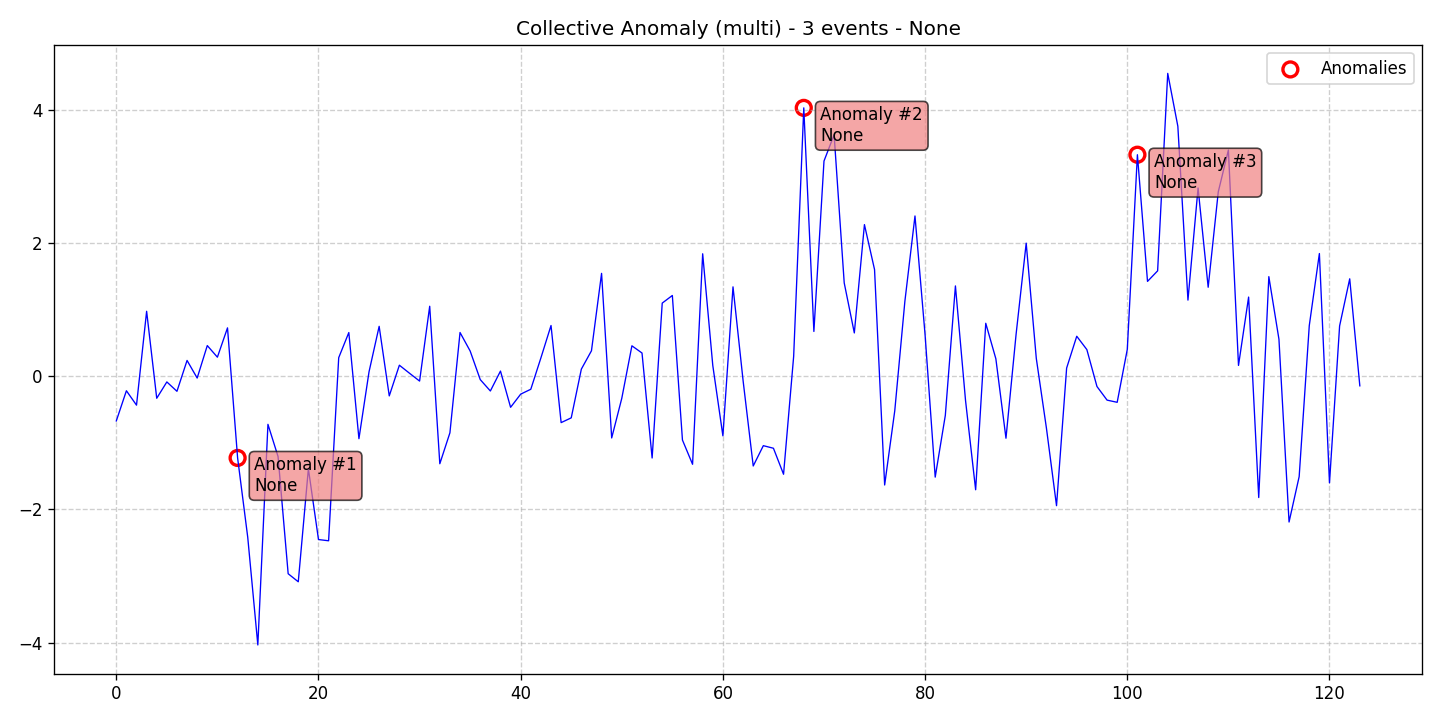 Collective Anomaly (multi) - 3 events - None
Anomalies
Anomaly #2
None
Anomaly #3
None
Anomaly #1
None
4
2
0
−2
−4
0 20 40 60 80 100 120